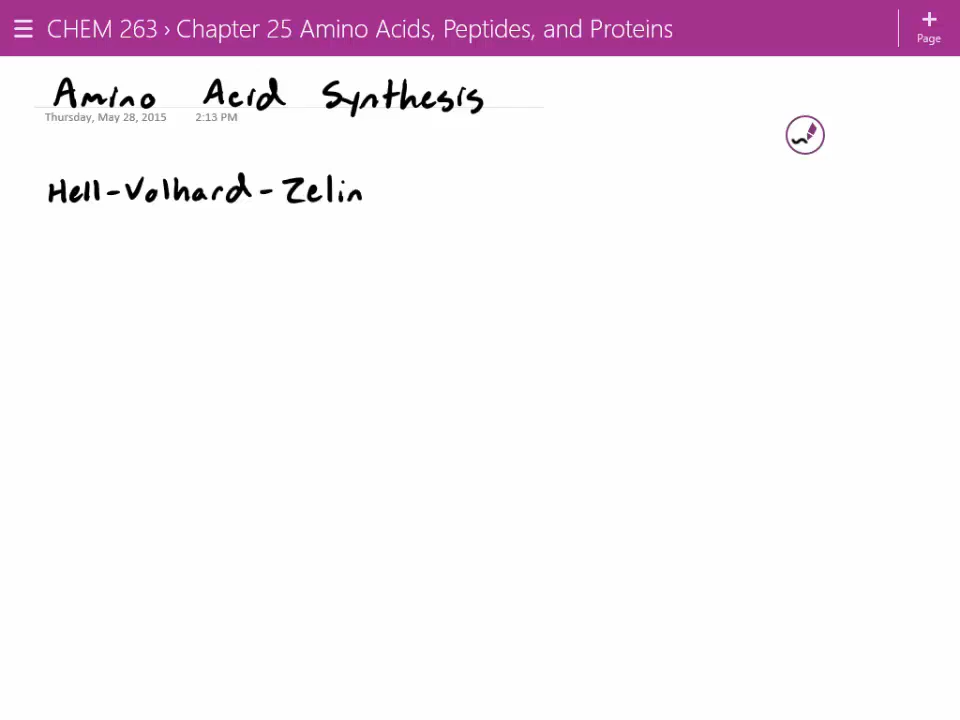 CHEM 263 › Chapter 25 Amino Acids, Peptides, and Proteins
Page
Amino Acid Synthesis
Thursday, May 28, 2015 2:13 PM
Hell-Volhard-Zelin